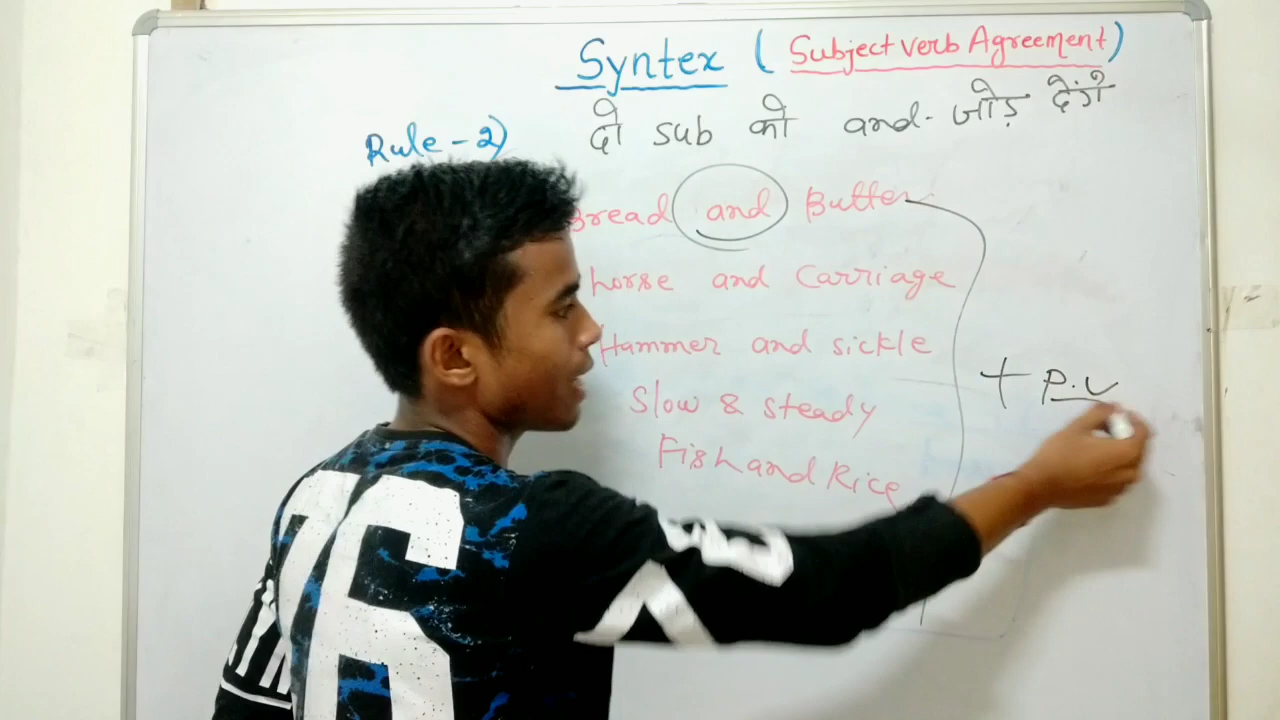 Syntex (Subject verb Agreement)
Rule-2) दो sub को and - जोड़ देंगे
Bread and Butter
horse and Carriage
Hammer and sickle
Slow & steady
Fish and Rice
+ P.V